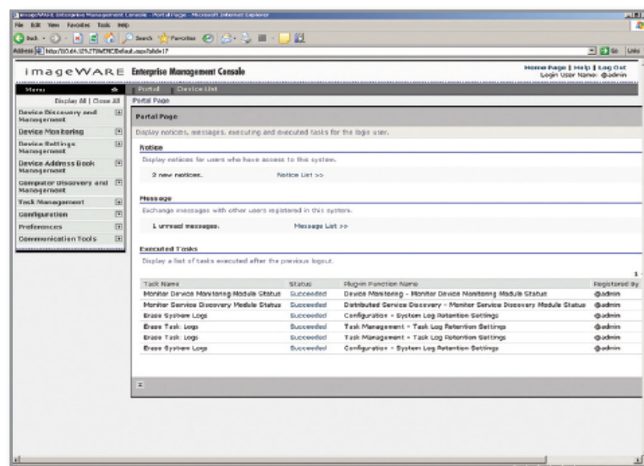 imageWARE Enterprise Management Console - Portal Page - Microsoft Internet Explorer
File Edit View Favorites Tools Help
Back Search Favorites
Address Go Links
imageWARE Enterprise Management Console
Home Page | Help | Log Out
Login User Name: @admin
Menu
Portal Device List
Display All | Close All
Portal Page
Device Discovery and Management
Device Monitoring
Device Settings Management
Device Address Book Management
Computer Discovery and Management
Task Management
Configuration
Preferences
Communication Tools
Portal Page
Display notices, messages, executing and executed tasks for the login user.
Notice
Display notices for users who have access to this system.
2 new notices. Notice List >>
Message
Exchange messages with other users registered in this system.
1 unread messages. Message List >>
Executed Tasks
Display a list of tasks executed after the previous logout.
1
Task Name Status Plug-in Function Name Registered By
Monitor Device Monitoring Module Status Succeeded Device Monitoring - Monitor Device Monitoring Module Status @admin
Monitor Service Discovery Module Status Succeeded Distributed Service Discovery - Monitor Service Discovery Module Status @admin
Erase System Logs Succeeded Configuration - System Log Retention Settings @admin
Erase Task Logs Succeeded Task Management - Task Log Retention Settings @admin
Erase Task Logs Succeeded Task Management - Task Log Retention Settings @admin
Erase System Logs Succeeded Configuration - System Log Retention Settings @admin